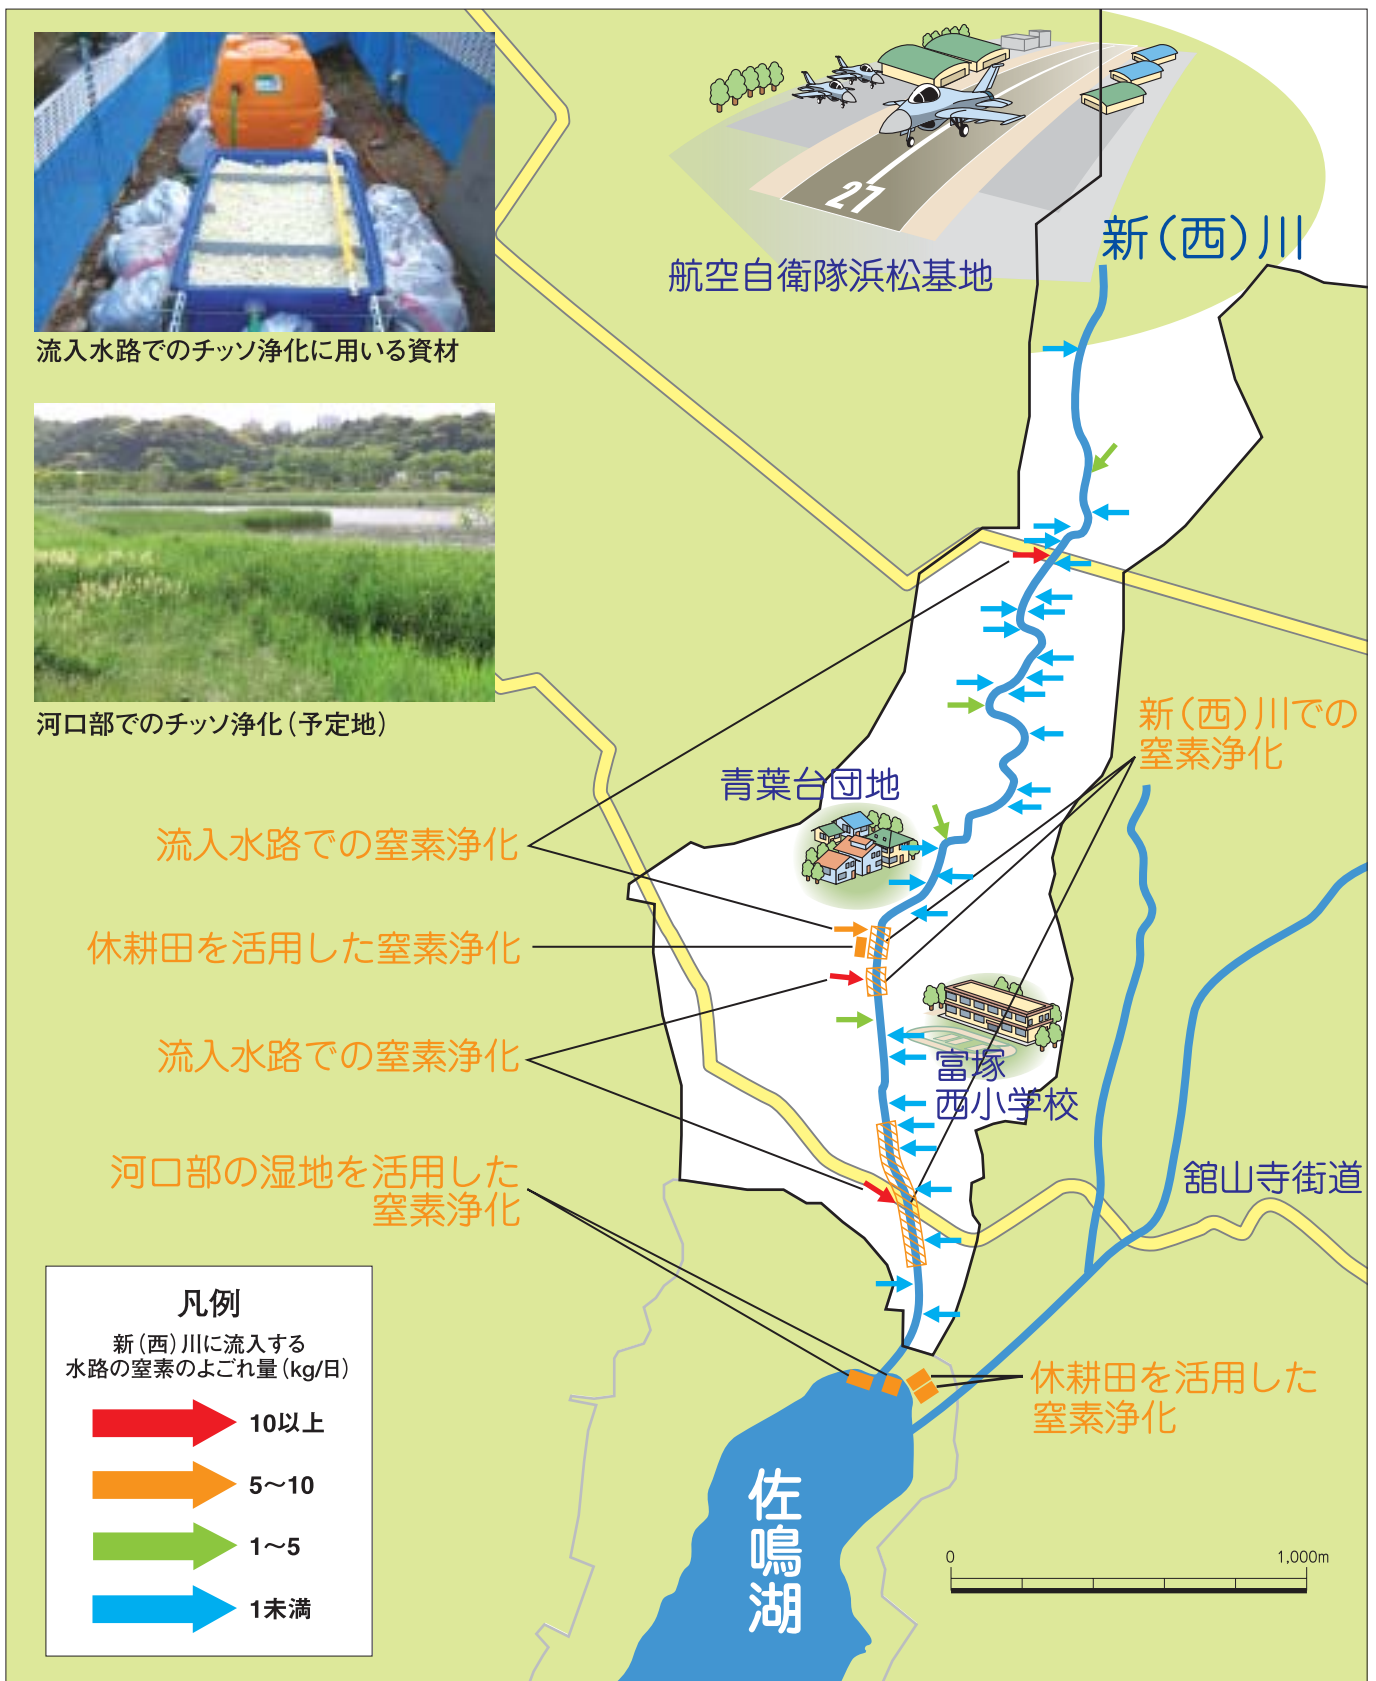 27
新（西）川
航空自衛隊浜松基地
流入水路でのチッソ浄化に用いる資材
河口部でのチッソ浄化（予定地）
新（西）川での
窒素浄化
青葉台団地
流入水路での窒素浄化
休耕田を活用した窒素浄化
流入水路での窒素浄化
富塚
西小学校
河口部の湿地を活用した
窒素浄化
舘山寺街道
凡例
新（西）川に流入する
水路の窒素のよごれ量（kg/日）
10以上
5〜10
1〜5
1未満
休耕田を活用した
窒素浄化
佐鳴湖
0 1,000m